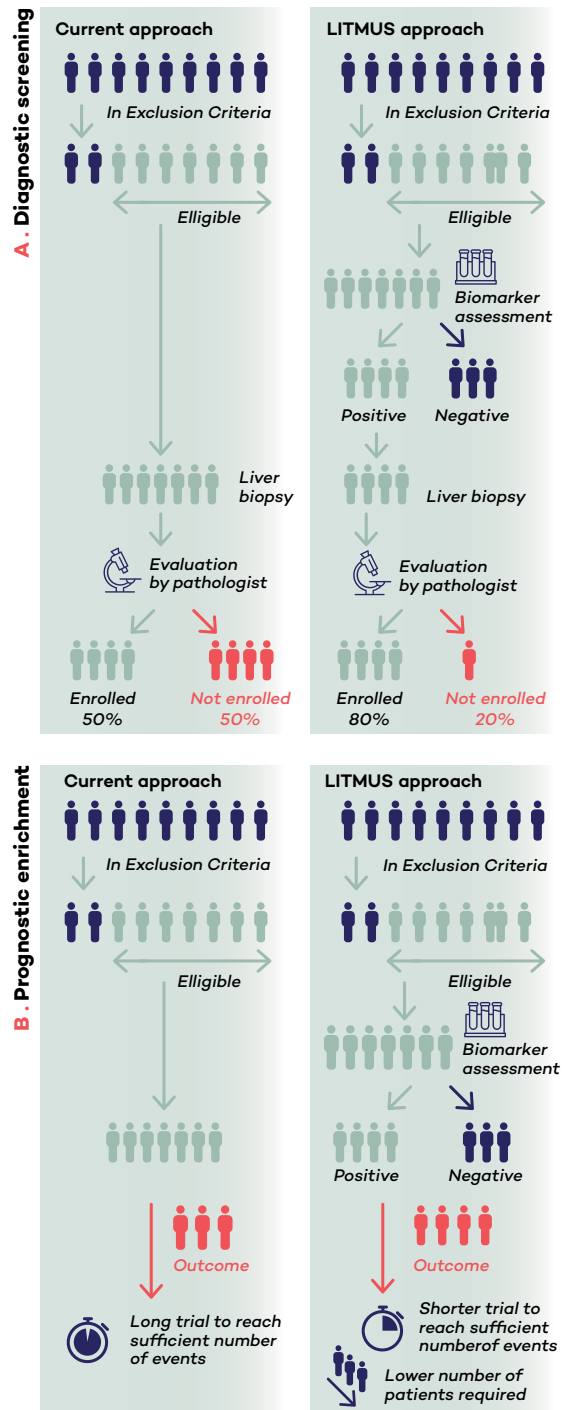 A . Diagnostic screening
Current approach
In Exclusion Criteria
Elligible
Liver
biopsy
Evaluation
by pathologist
Enrolled
50%
Not enrolled
50%
LITMUS approach
In Exclusion Criteria
Elligible
Biomarker
assessment
Positive
Negative
Liver biopsy
Evaluation
by pathologist
Enrolled
80%
Not enrolled
20%
B . Prognostic enrichment
Current approach
In Exclusion Criteria
Elligible
Outcome
Long trial to reach
sufficient number
of events
LITMUS approach
In Exclusion Criteria
Elligible
Biomarker
assessment
Positive
Negative
Outcome
Shorter trial to
reach sufficient
numberof events
Lower number of
patients required